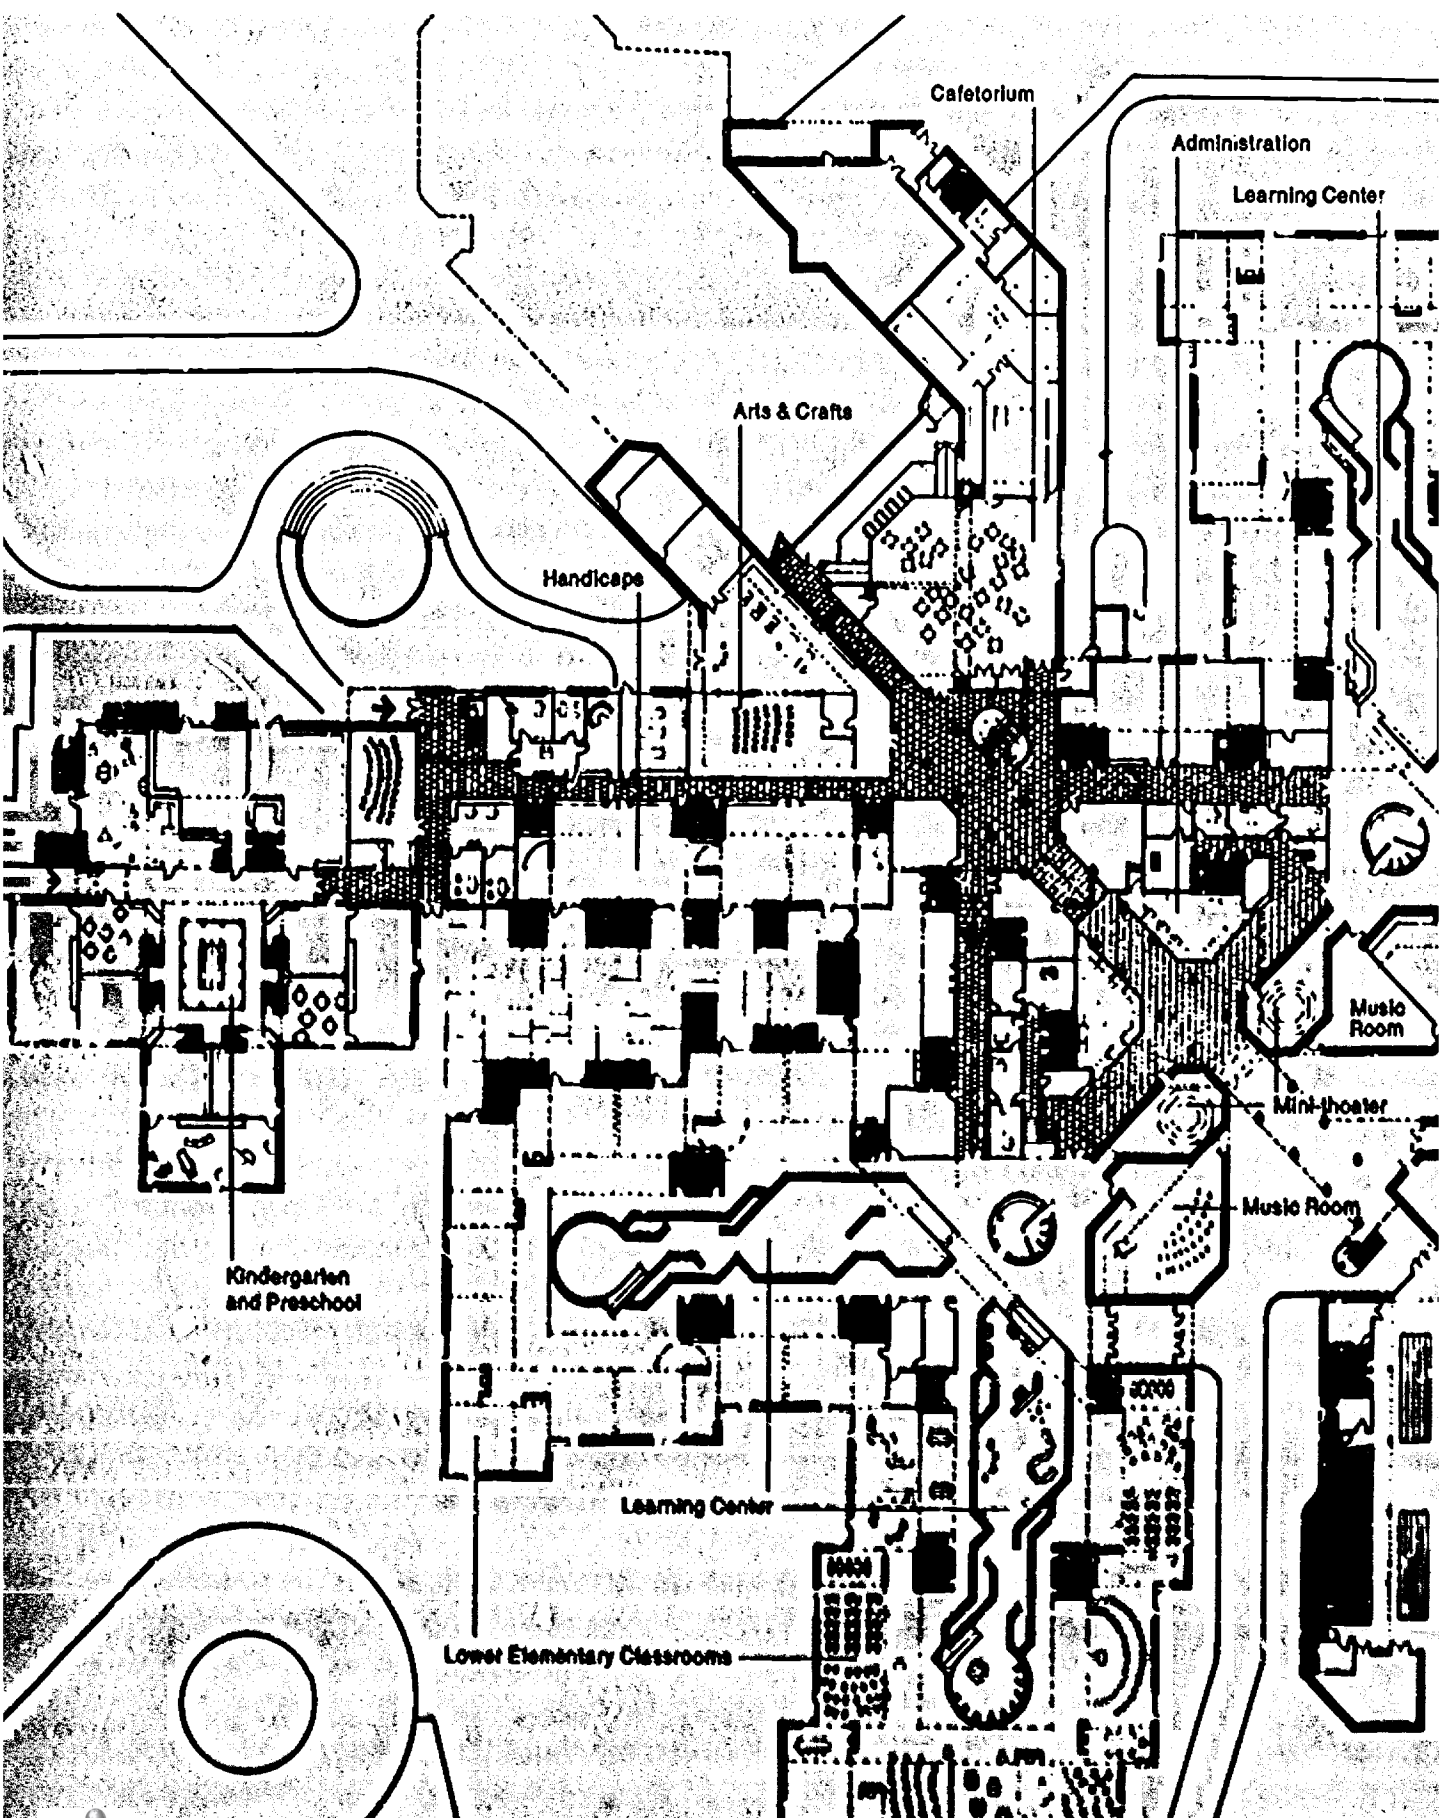 Cafetorium
Administration
Learning Center
Arts & Crafts
Handicaps
Music
Room
Mini-theater
Music Room
Kindergarten
and Preschool
Learning Center
Lower Elementary Classrooms